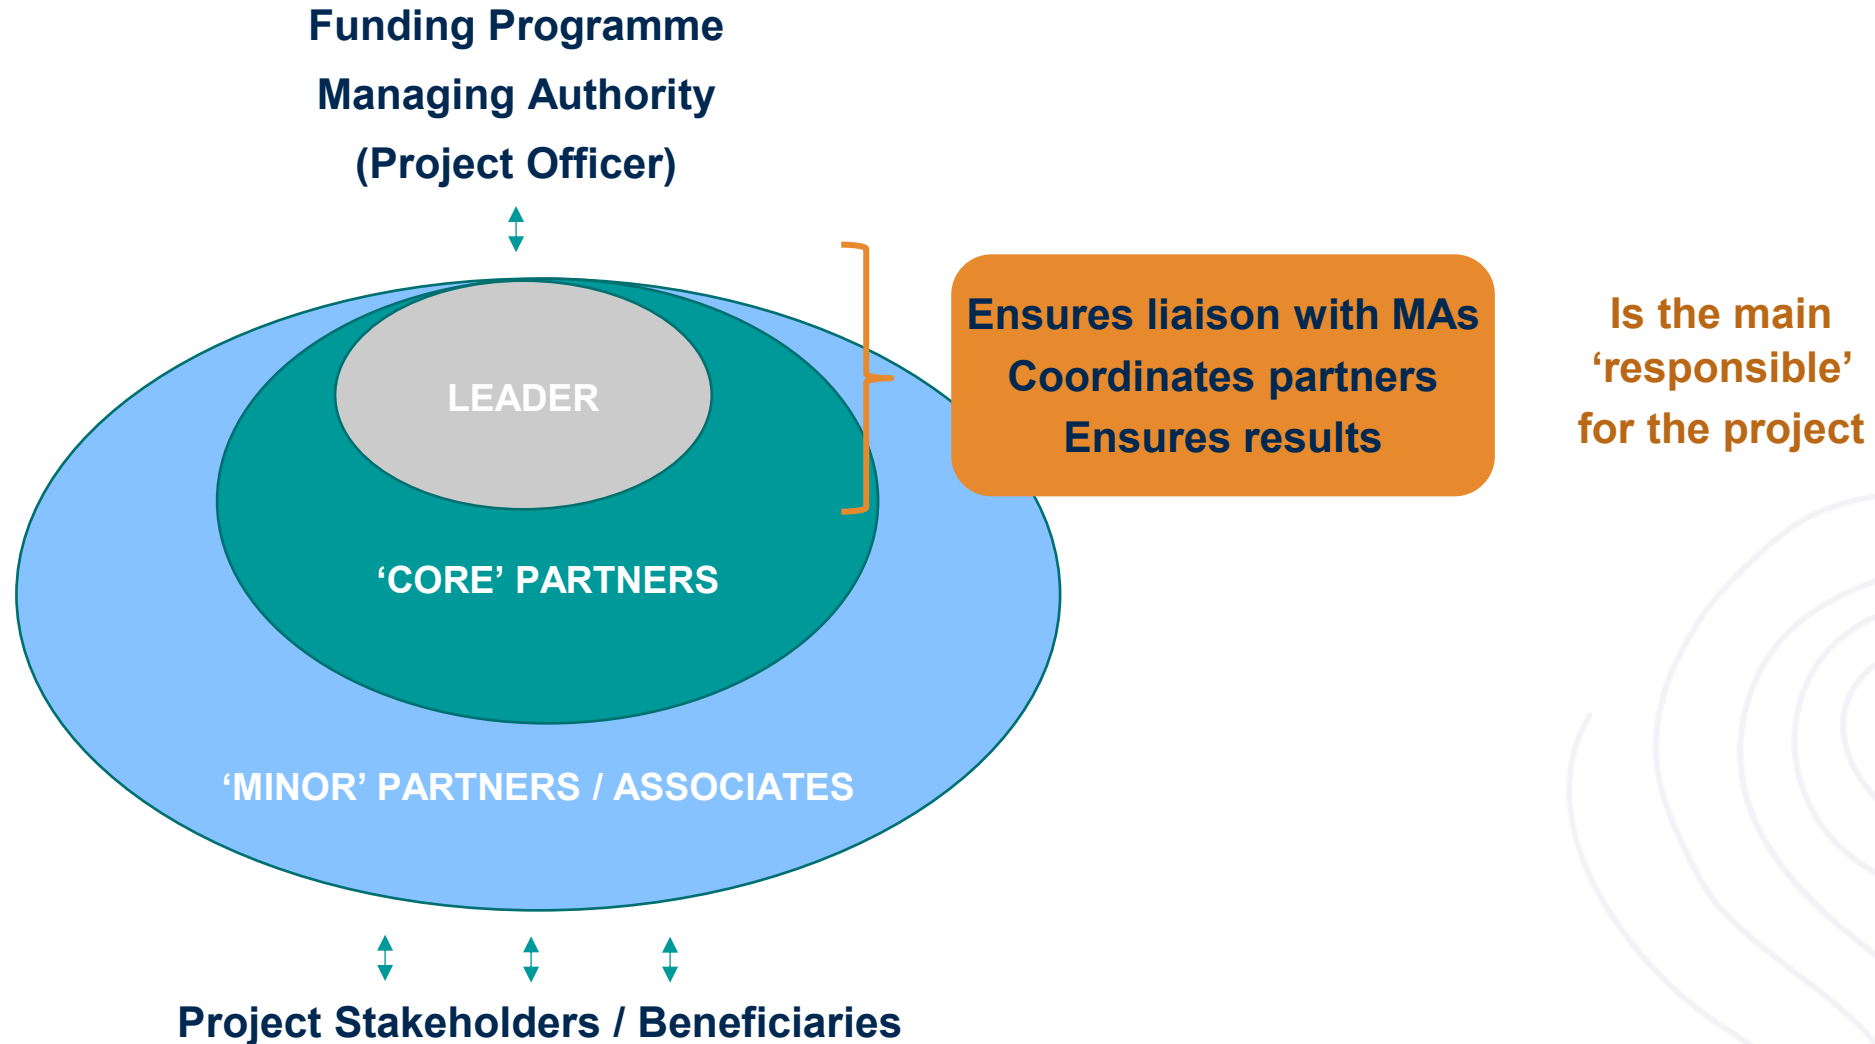 Funding Programme
Managing Authority
(Project Officer)
LEADER
‘CORE’ PARTNERS
‘MINOR’ PARTNERS / ASSOCIATES
Ensures liaison with MAs
Coordinates partners
Ensures results
Is the main
‘responsible’
for the project
Project Stakeholders / Beneficiaries